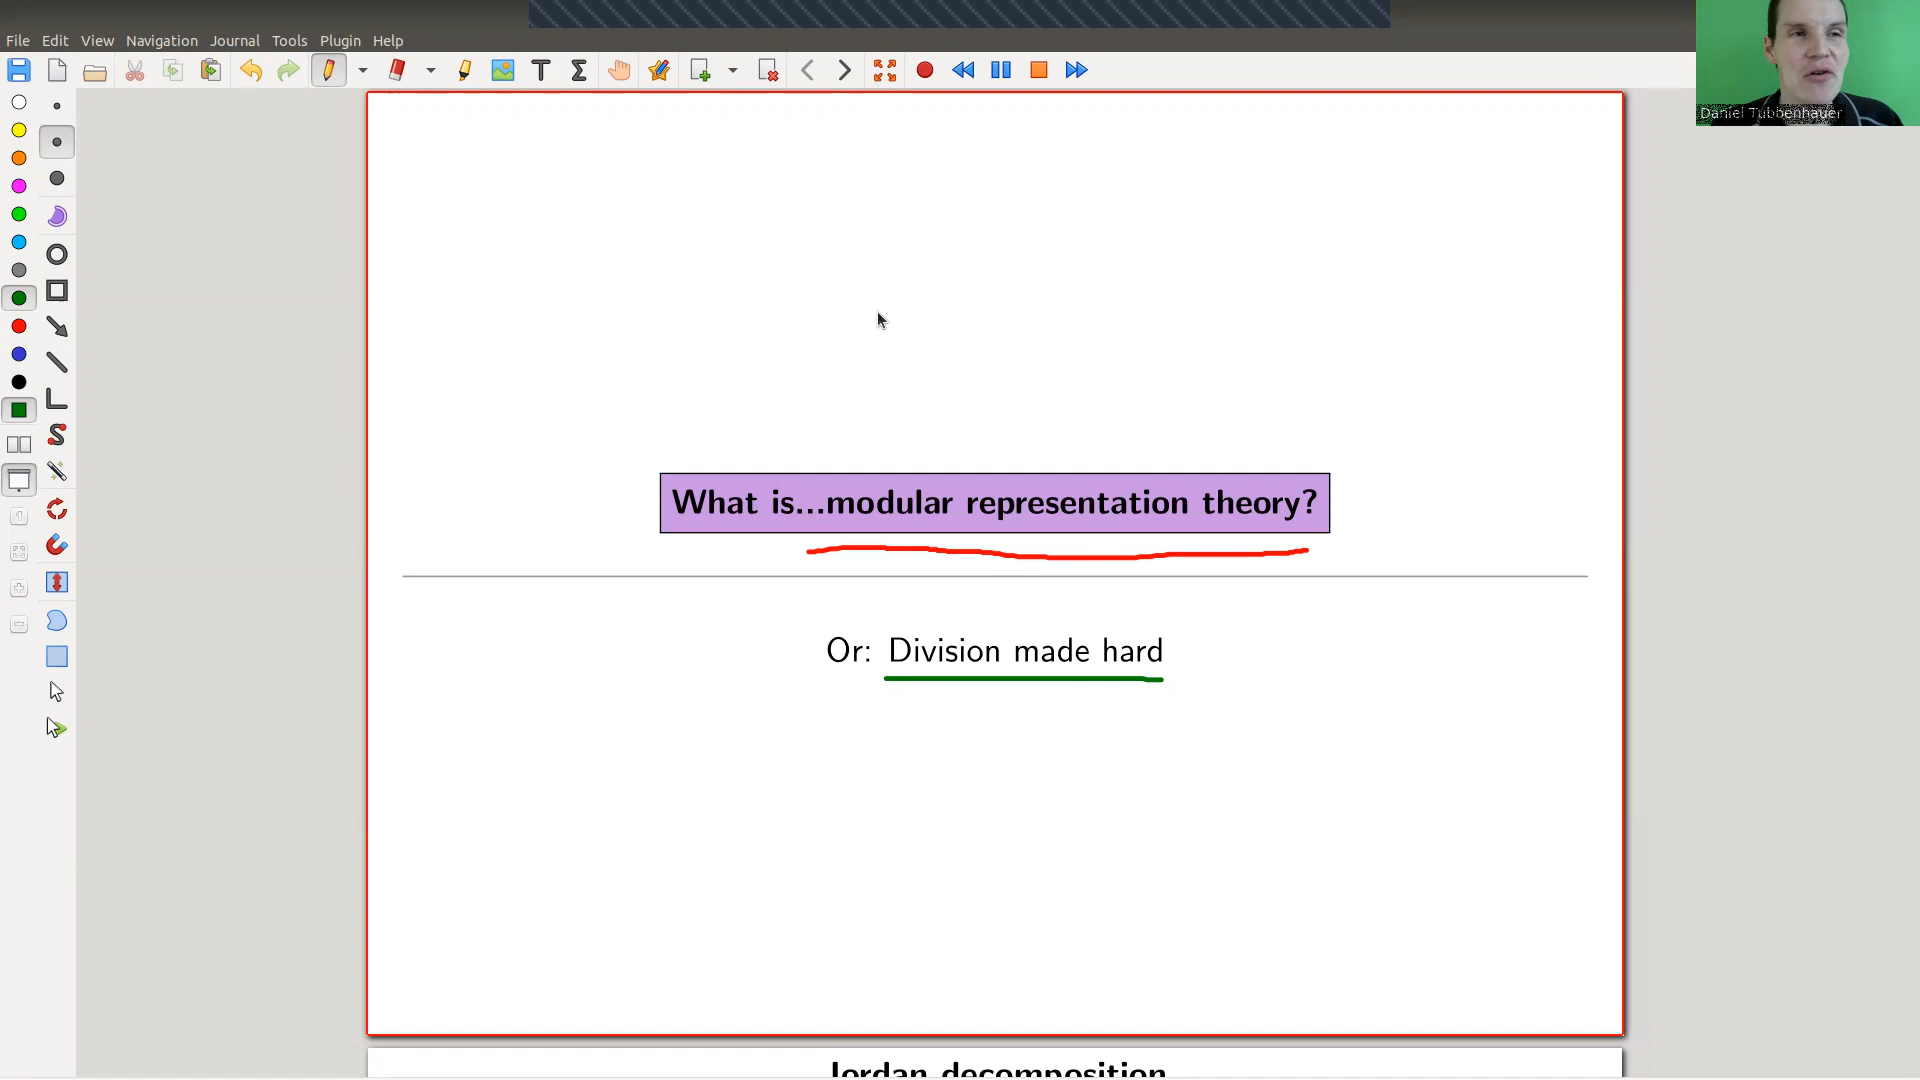 File Edit View Navigation Journal Tools Plugin Help
Daniel Tubbenhauer
What is...modular representation theory?
Or: Division made hard
Jordan decomposition